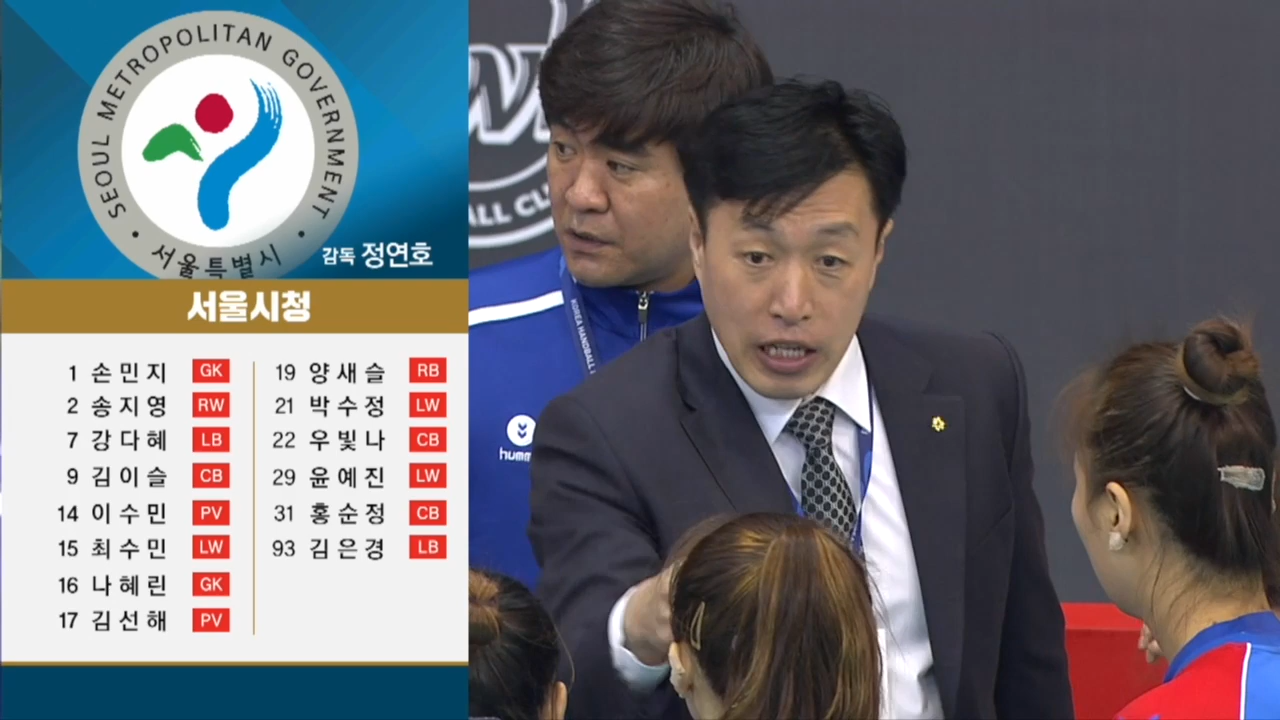 SEOUL METROPOLITAN GOVERNMENT
서울특별시
감독 정연호
서울시청
1 손민지 GK
2 송지영 RW
7 강다혜 LB
9 김이슬 CB
14 이수민 PV
15 최수민 LW
16 나혜린 GK
17 김선해 PV
19 양새슬 RB
21 박수정 LW
22 우빛나 CB
29 윤예진 LW
31 홍순정 CB
93 김은경 LB
KOREA HANDBALL